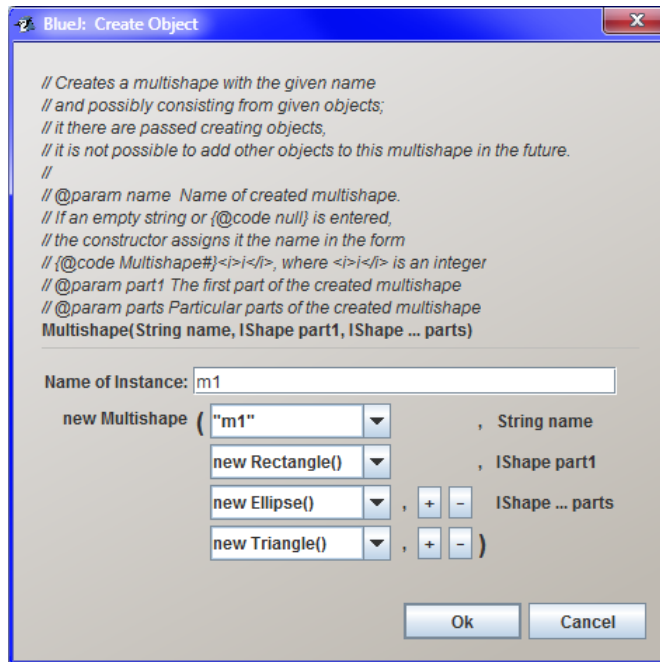 BlueJ: Create Object
// Creates a multishape with the given name
// and possibly consisting from given objects;
// it there are passed creating objects,
// it is not possible to add other objects to this multishape in the future.
//
// @param name  Name of created multishape.
// If an empty string or {@code null} is entered,
// the constructor assigns it the name in the form
// {@code Multishape#}<i>i</i>, where <i>i</i> is an integer
// @param part1 The first part of the created multishape
// @param parts Particular parts of the created multishape
Multishape(String name, IShape part1, IShape ... parts)
Name of Instance: m1
new Multishape ( "m1" , String name
new Rectangle() , IShape part1
new Ellipse() , + - IShape ... parts
new Triangle() , + - )
Ok Cancel